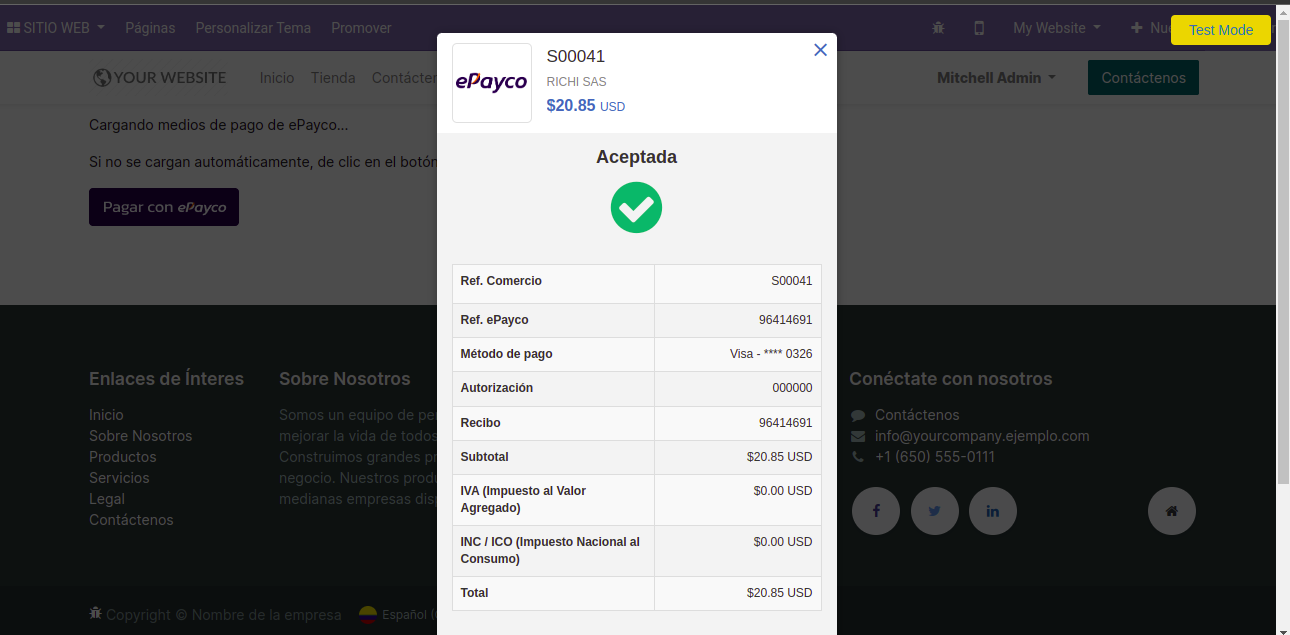 SITIO WEB Páginas Personalizar Tema Promover My Website Test Mode
YOUR WEBSITE Inicio Tienda Mitchell Admin Contáctenos
Cargando medios de pago de ePayco...
Si no se cargan automáticamente, de clic en el botón
Pagar con ePayco
ePayco
S00041
RICHI SAS
$20.85 USD
Aceptada
Ref. Comercio S00041
Ref. ePayco 96414691
Método de pago Visa - **** 0326
Autorización 000000
Recibo 96414691
Subtotal $20.85 USD
IVA (Impuesto al Valor
Agregado) $0.00 USD
INC / ICO (Impuesto Nacional al
Consumo) $0.00 USD
Total $20.85 USD
Enlaces de Ínteres
Inicio
Sobre Nosotros
Productos
Servicios
Legal
Contáctenos
Sobre Nosotros
Somos un equipo de
mejorar la vida de todos
Construimos grandes
negocio. Nuestros
medianas empresas
Conéctate con nosotros
Contáctenos
info@yourcompany.ejemplo.com
+1 (650) 555-0111
Copyright © Nombre de la empresa Español